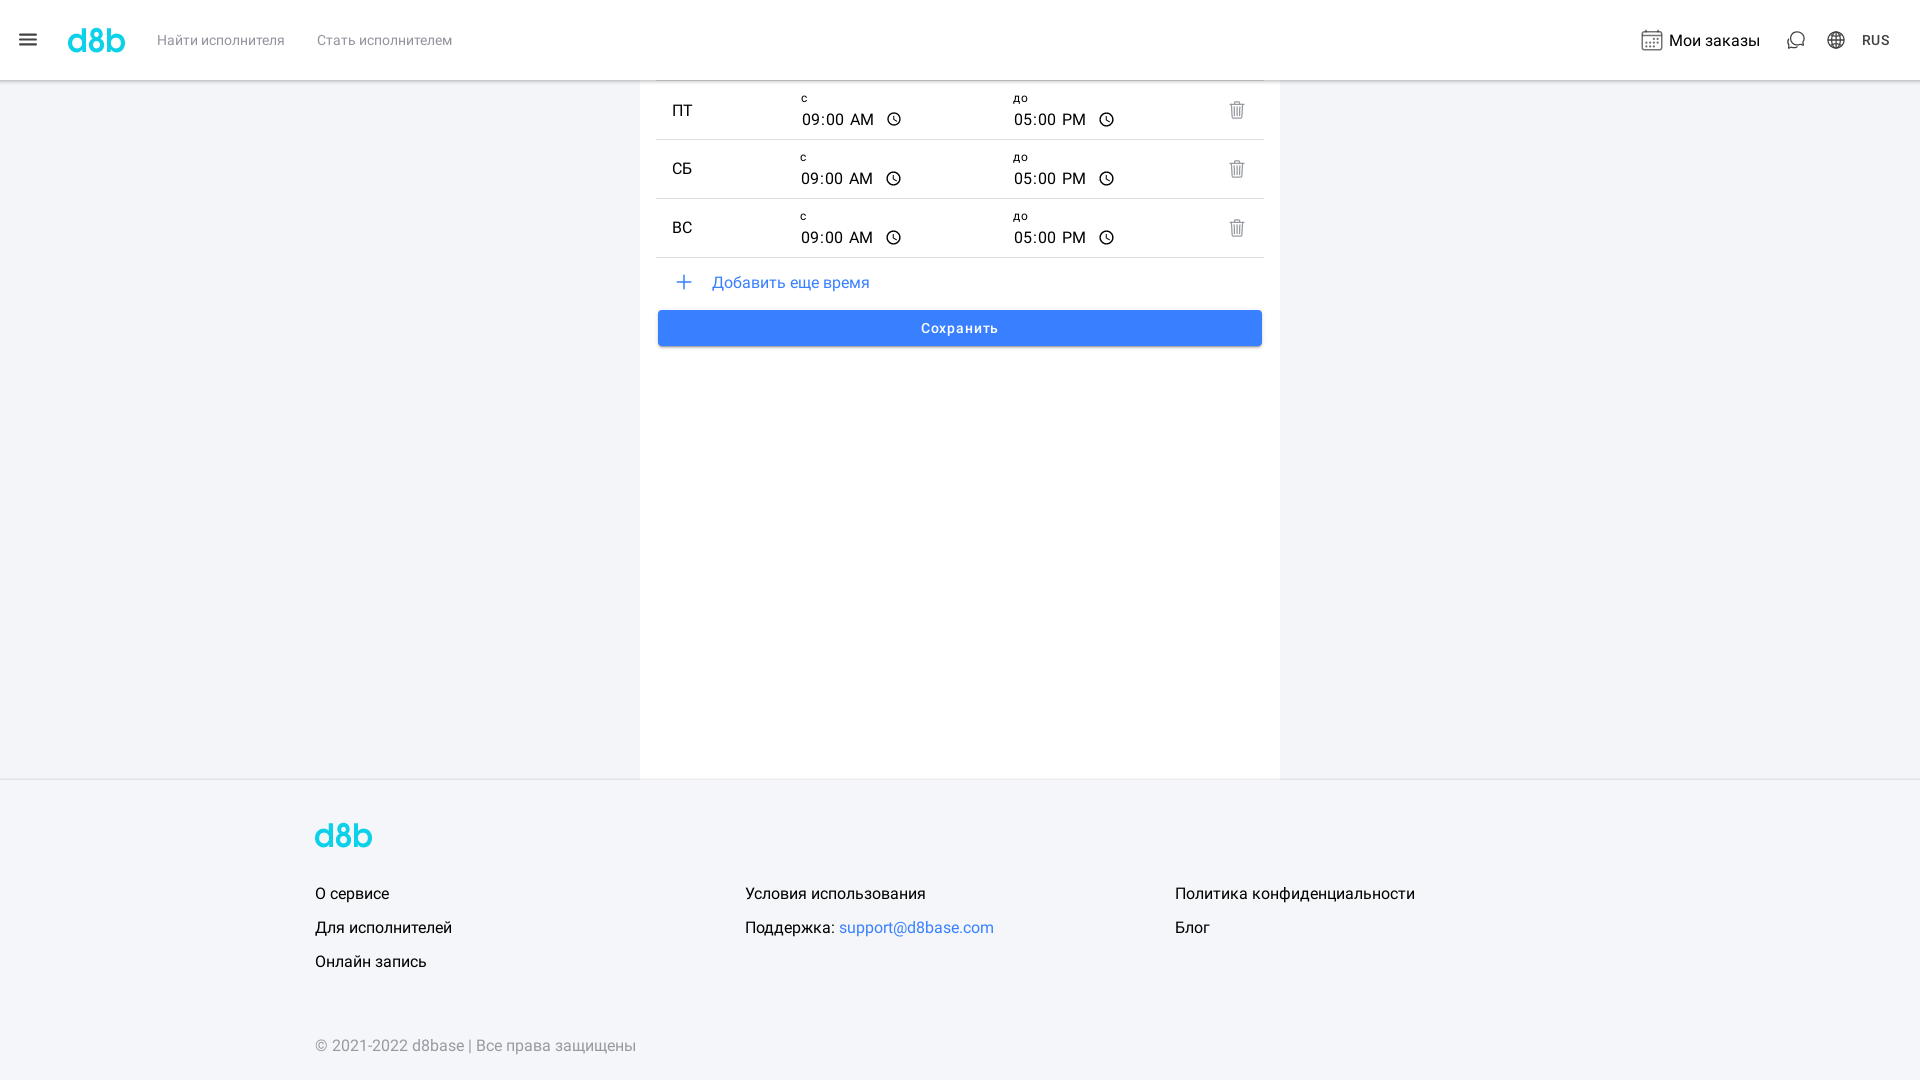 d8b
Найти исполнителя
Стать исполнителем
Мои заказы
RUS
ПТ
с
09:00 AM
до
05:00 PM
СБ
с
09:00 AM
до
05:00 PM
ВС
с
09:00 AM
до
05:00 PM
Добавить еще время
Сохранить
d8b
О сервисе
Условия использования
Политика конфиденциальности
Для исполнителей
Поддержка: support@d8base.com
Блог
Онлайн запись
© 2021-2022 d8base | Все права защищены